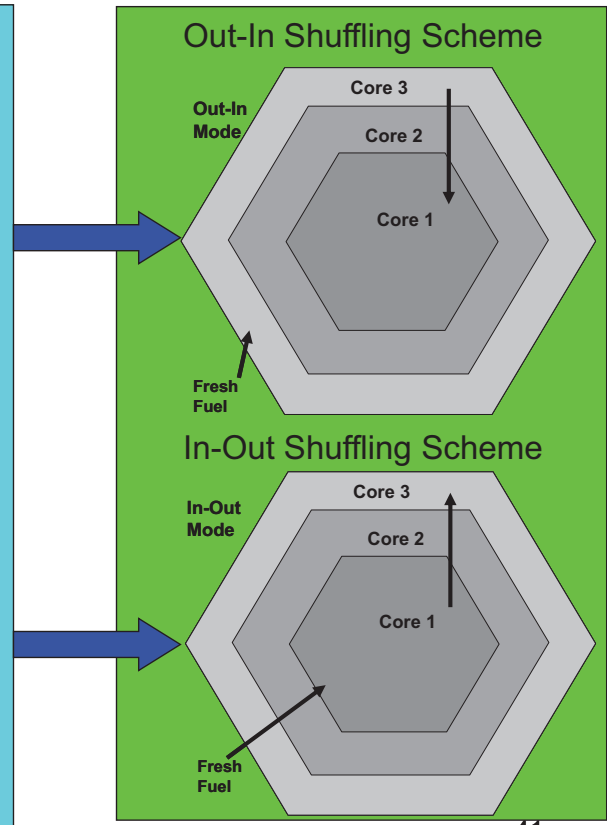 Out-In Shuffling Scheme
Core 3
Out-In
Mode
Core 2
Core 1
Fresh
Fuel
In-Out Shuffling Scheme
Core 3
In-Out
Mode
Core 2
Core 1
Fresh
Fuel